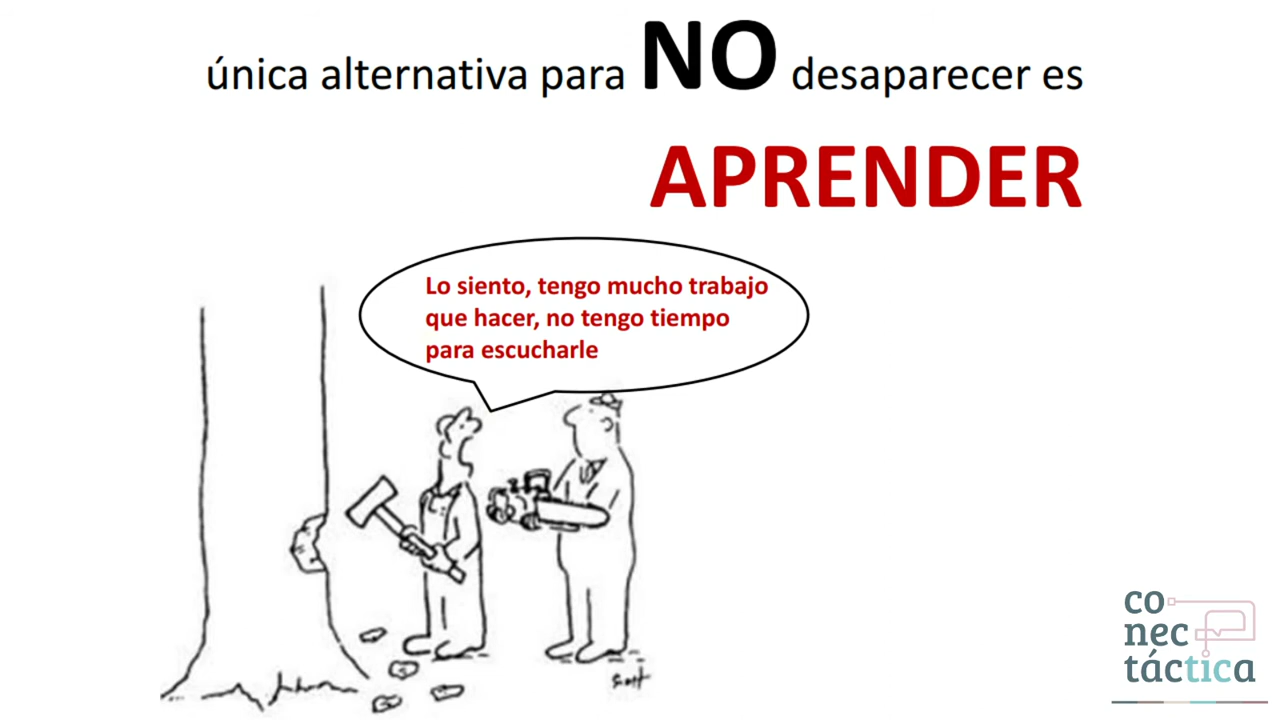 única alternativa para NO desaparecer es
APRENDER
Lo siento, tengo mucho trabajo
que hacer, no tengo tiempo
para escucharle
co
nec
táctica